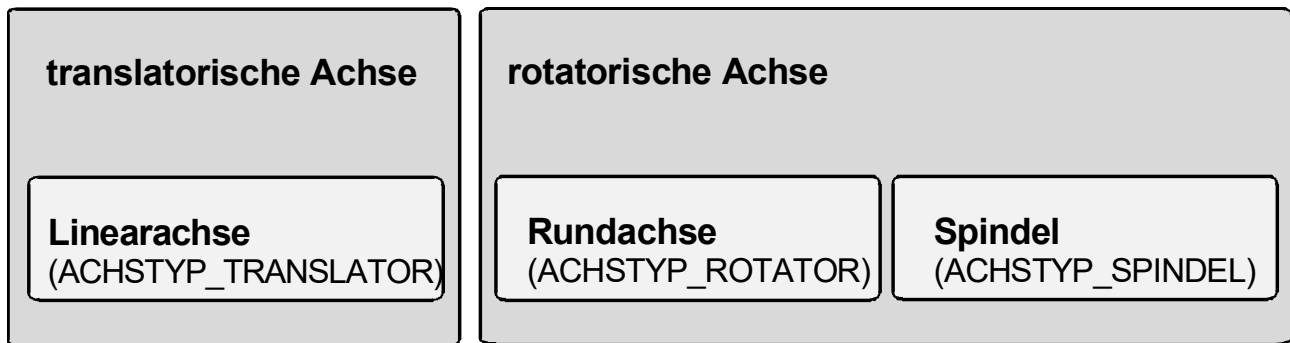 translatorische Achse
rotatorische Achse
Linearachse
(ACHSTYP_TRANSLATOR)
Rundachse
(ACHSTYP_ROTATOR)
Spindel
(ACHSTYP_SPINDEL)